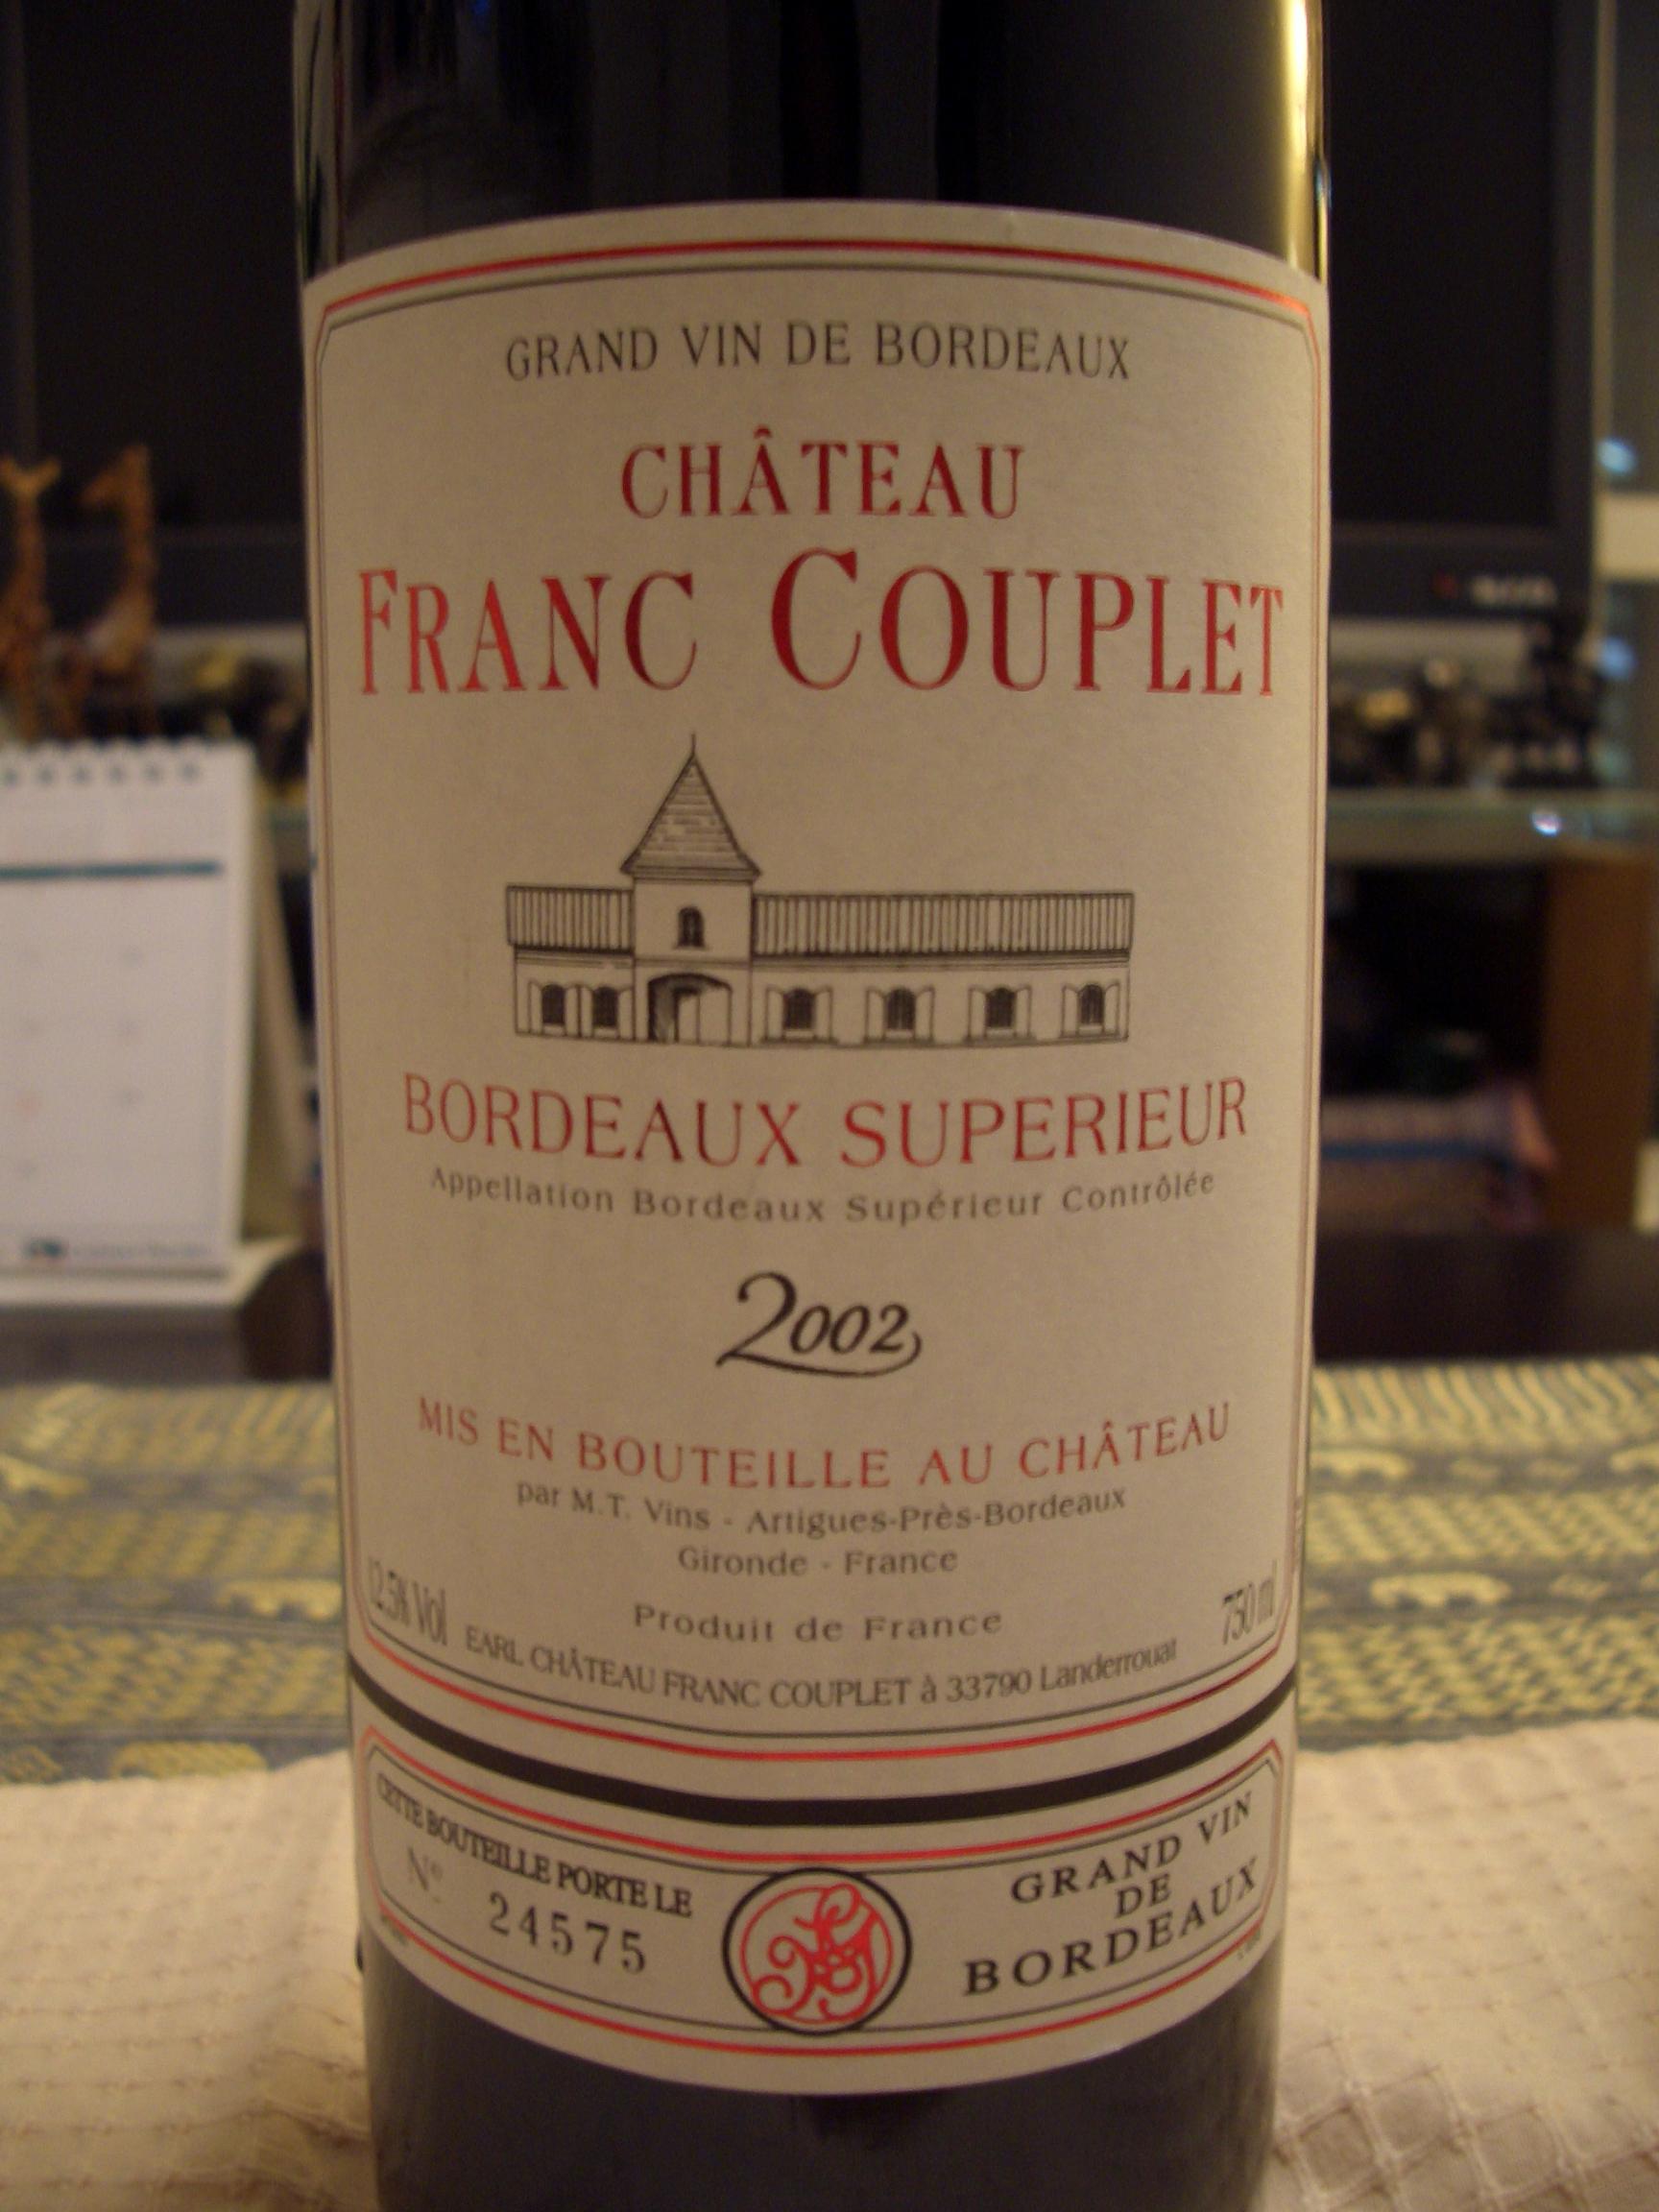 GRAND VIN DE BORDEAUX
CHÂTEAU
FRANC COUPLET
BORDEAUX SUPERIEUR
Appellation Bordeaux Supérieur Contrôlée
2002
MIS EN BOUTEILLE AU CHÂTEAU
par M.T. Vins - Artigues-Près-Bordeaux
Gironde - France
12.5% Vol
750 ml
Produit de France
EARL CHÂTEAU FRANC COUPLET à 33790 Landerrouat
CETTE BOUTEILLE PORTE LE
Nº 24575
GRAND VIN
DE
BORDEAUX